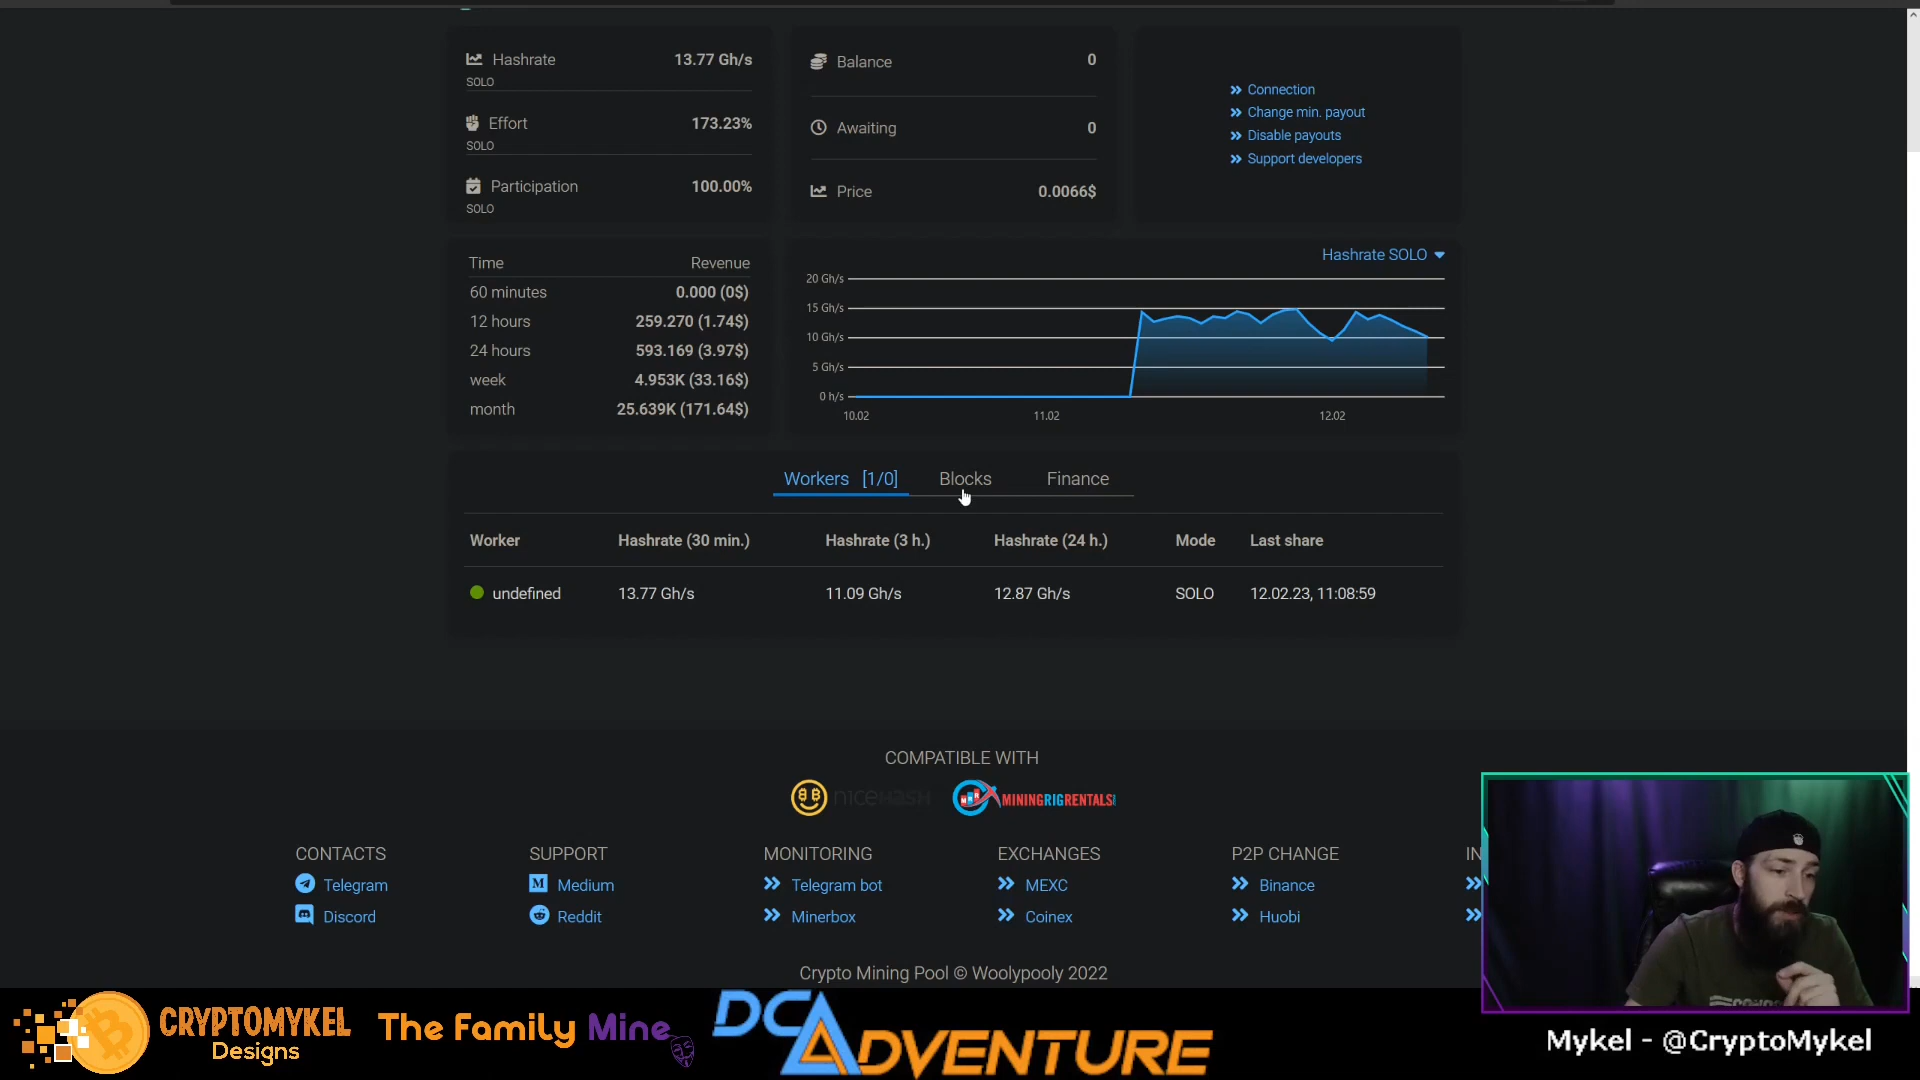 Hashrate 13.77 Gh/s
SOLO
Effort 173.23%
SOLO
Participation 100.00%
SOLO
Balance 0
Awaiting 0
Price 0.0066$
Connection
Change min. payout
Disable payouts
Support developers
Time Revenue
60 minutes 0.000 (0$)
12 hours 259.270 (1.74$)
24 hours 593.169 (3.97$)
week 4.953K (33.16$)
month 25.639K (171.64$)
Hashrate SOLO
20 Gh/s
15 Gh/s
10 Gh/s
5 Gh/s
0 h/s
10.02 11.02 12.02
Workers [1/0] Blocks Finance
Worker Hashrate (30 min.) Hashrate (3 h.) Hashrate (24 h.) Mode Last share
undefined 13.77 Gh/s 11.09 Gh/s 12.87 Gh/s SOLO 12.02.23, 11:08:59
COMPATIBLE WITH
nicehash MININGRIGRENTALS
CONTACTS SUPPORT MONITORING EXCHANGES P2P CHANGE IN
Telegram Medium Telegram bot MEXC Binance
Discord Reddit Minerbox Coinex Huobi
Crypto Mining Pool © Woolypooly 2022
CRYPTOMYKEL
Designs
The Family Mine
DCADVENTURE
Mykel - @CryptoMykel